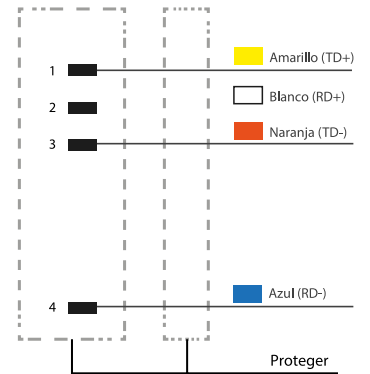 1 Amarillo (TD+)
2 Blanco (RD+)
3 Naranja (TD-)
4 Azul (RD-)
Proteger